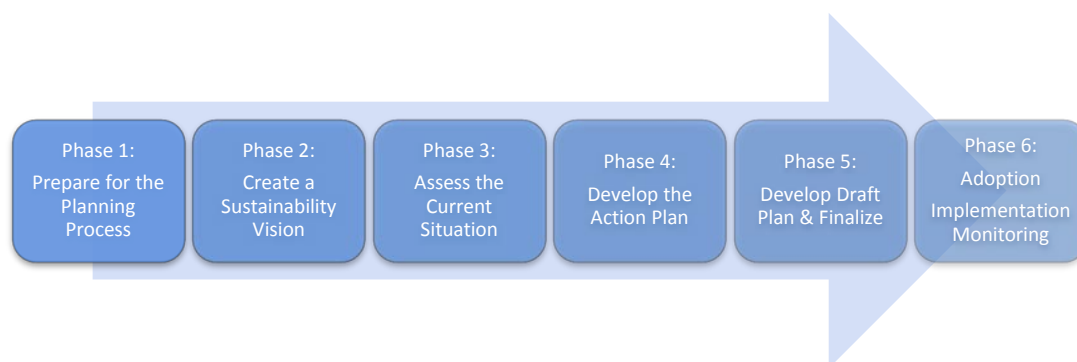 Phase 1:
Prepare for the
Planning
Process
Phase 2:
Create a
Sustainability
Vision
Phase 3:
Assess the
Current
Situation
Phase 4:
Develop the
Action Plan
Phase 5:
Develop Draft
Plan & Finalize
Phase 6:
Adoption
Implementation
Monitoring